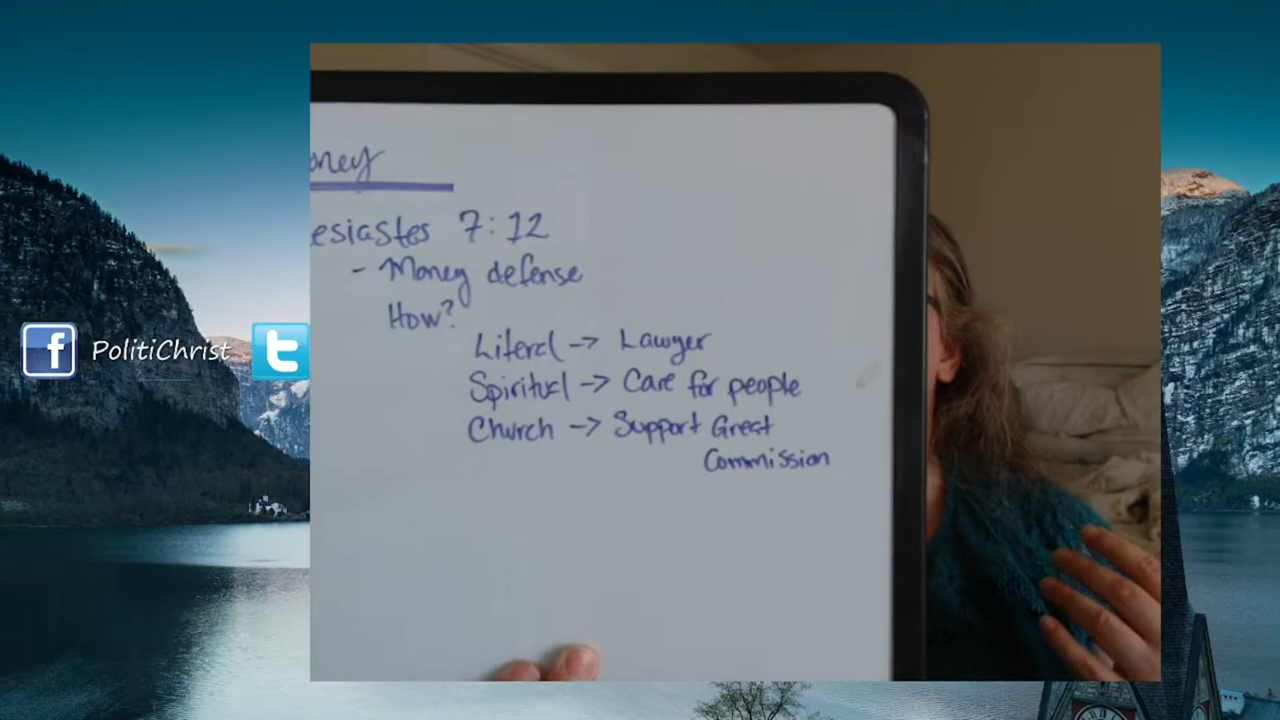 oney
esiastes 7:12
- Money defense
How?
Literal -> Lawyer
Spiritual -> Care for people
Church -> Support Great
Commission
f PolitiChrist t